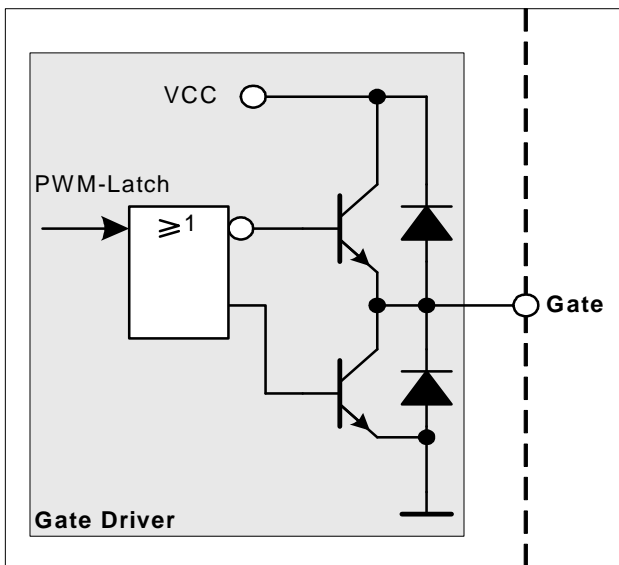 VCC
PWM-Latch
≥1
Gate
Gate Driver